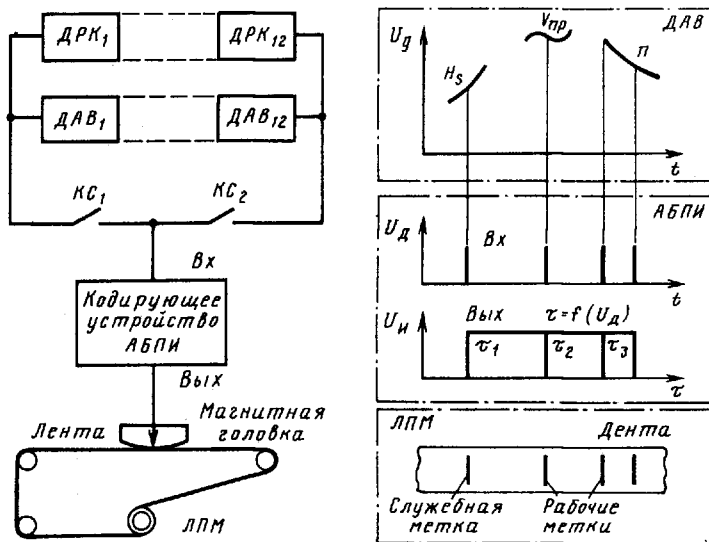 ДРК₁
ДРК₁₂
ДАВ₁
ДАВ₁₂
КС₁
КС₂
Вх
Кодирующее
устройство
АБПИ
Вых
Магнитная
головка
Лента
ЛПМ
ДАВ
Uд
Hₛ
Vпр
П
t
АБПИ
Uд
Вх
t
Uи
Вых τ=f(Uд)
τ₁
τ₂
τ₃
τ
ЛПМ
Дента
Служебная
метка
Рабочие
метки